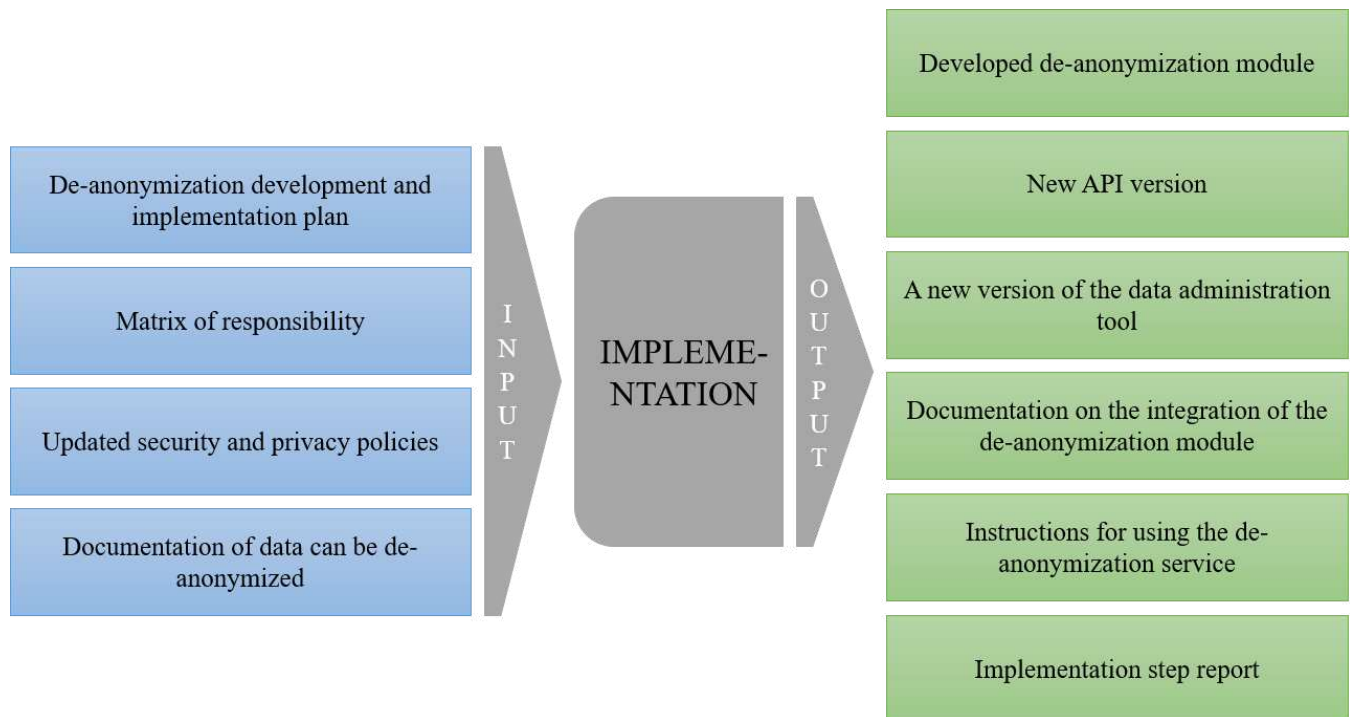 De-anonymization development and
implementation plan
Matrix of responsibility
Updated security and privacy policies
Documentation of data can be de-
anonymized
INPUT
IMPLEME-
NTATION
OUTPUT
Developed de-anonymization module
New API version
A new version of the data administration
tool
Documentation on the integration of the
de-anonymization module
Instructions for using the de-
anonymization service
Implementation step report